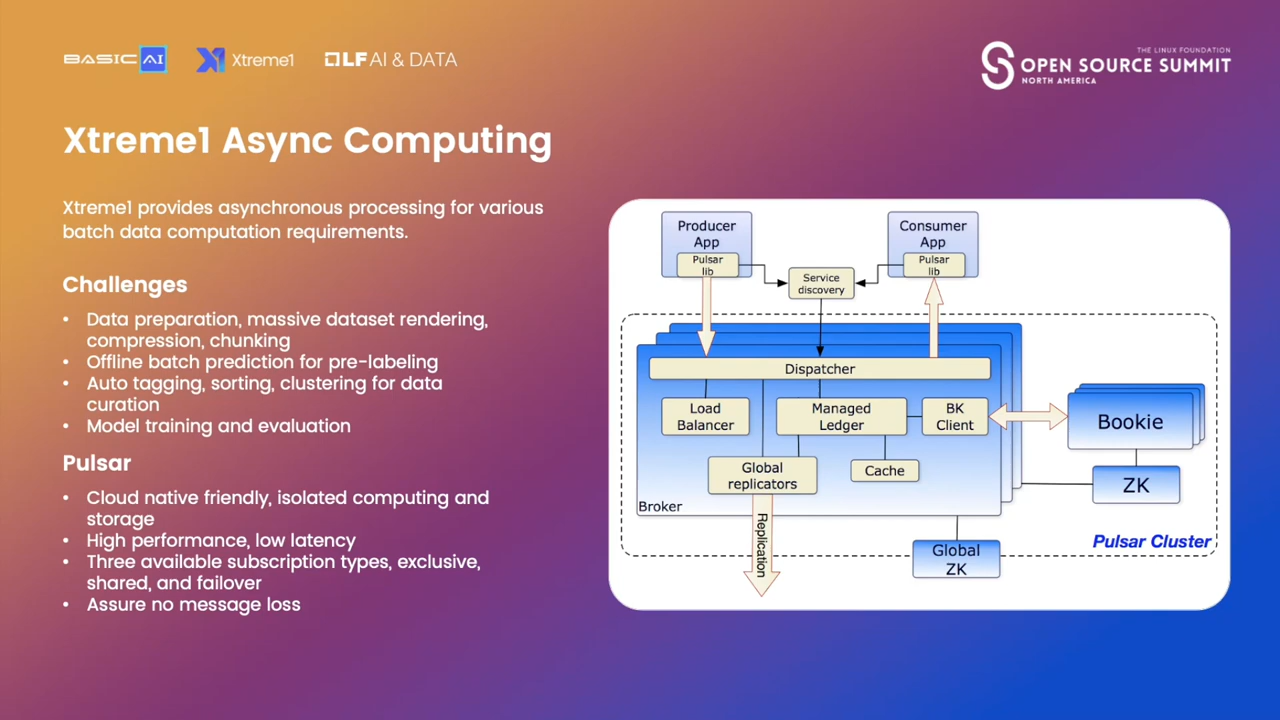 BASIC AI
Xtreme1
LF AI & DATA
THE LINUX FOUNDATION
OPEN SOURCE SUMMIT
NORTH AMERICA
Xtreme1 Async Computing
Xtreme1 provides asynchronous processing for various
batch data computation requirements.
Challenges
• Data preparation, massive dataset rendering,
compression, chunking
• Offline batch prediction for pre-labeling
• Auto tagging, sorting, clustering for data
curation
• Model training and evaluation
Pulsar
• Cloud native friendly, isolated computing and
storage
• High performance, low latency
• Three available subscription types, exclusive,
shared, and failover
• Assure no message loss
Producer
App
Pulsar
lib
Consumer
App
Pulsar
lib
Service
discovery
Dispatcher
Load
Balancer
Managed
Ledger
BK
Client
Bookie
Global
replicators
Cache
ZK
Broker
Replication
Pulsar Cluster
Global
ZK